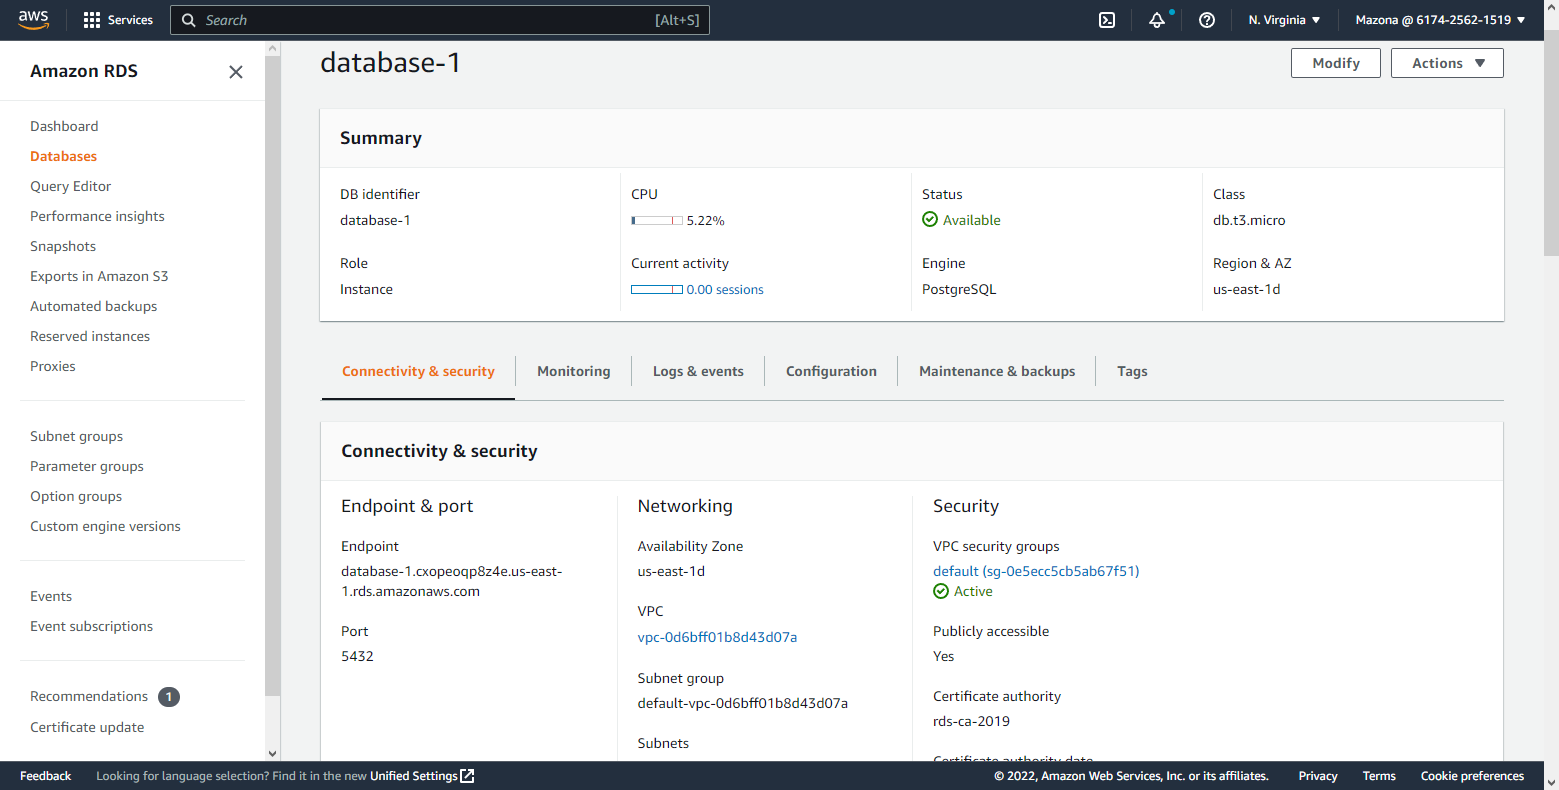 aws
Services
Search
[Alt+S]
N. Virginia
Mazona @ 6174-2562-1519
Amazon RDS
Dashboard
Databases
Query Editor
Performance insights
Snapshots
Exports in Amazon S3
Automated backups
Reserved instances
Proxies
Subnet groups
Parameter groups
Option groups
Custom engine versions
Events
Event subscriptions
Recommendations 1
Certificate update
database-1
Modify
Actions
Summary
DB identifier
database-1
CPU
5.22%
Status
Available
Class
db.t3.micro
Role
Instance
Current activity
0.00 sessions
Engine
PostgreSQL
Region & AZ
us-east-1d
Connectivity & security
Monitoring
Logs & events
Configuration
Maintenance & backups
Tags
Connectivity & security
Endpoint & port
Endpoint
database-1.cxopeoqp8z4e.us-east-
1.rds.amazonaws.com
Port
5432
Networking
Availability Zone
us-east-1d
VPC
vpc-0d6bff01b8d43d07a
Subnet group
default-vpc-0d6bff01b8d43d07a
Subnets
Security
VPC security groups
default (sg-0e5ecc5cb5ab67f51)
Active
Publicly accessible
Yes
Certificate authority
rds-ca-2019
Certificate authority date
Feedback
Looking for language selection? Find it in the new Unified Settings
© 2022, Amazon Web Services, Inc. or its affiliates.
Privacy
Terms
Cookie preferences